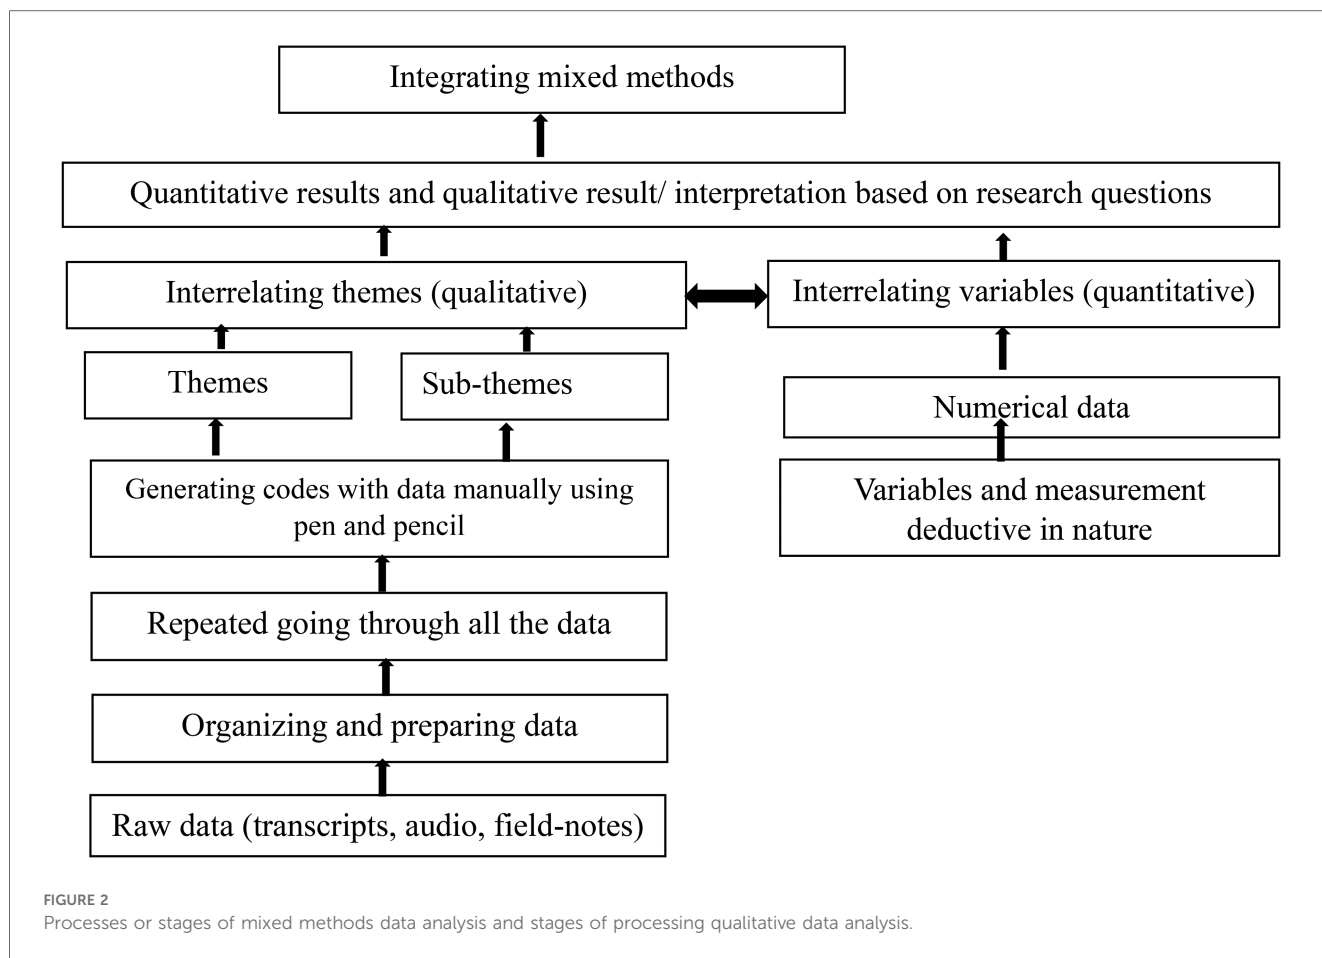 Integrating mixed methods
Quantitative results and qualitative result/ interpretation based on research questions
Interrelating themes (qualitative)
Interrelating variables (quantitative)
Themes
Sub-themes
Numerical data
Generating codes with data manually using
pen and pencil
Variables and measurement
deductive in nature
Repeated going through all the data
Organizing and preparing data
Raw data (transcripts, audio, field-notes)
FIGURE 2
Processes or stages of mixed methods data analysis and stages of processing qualitative data analysis.